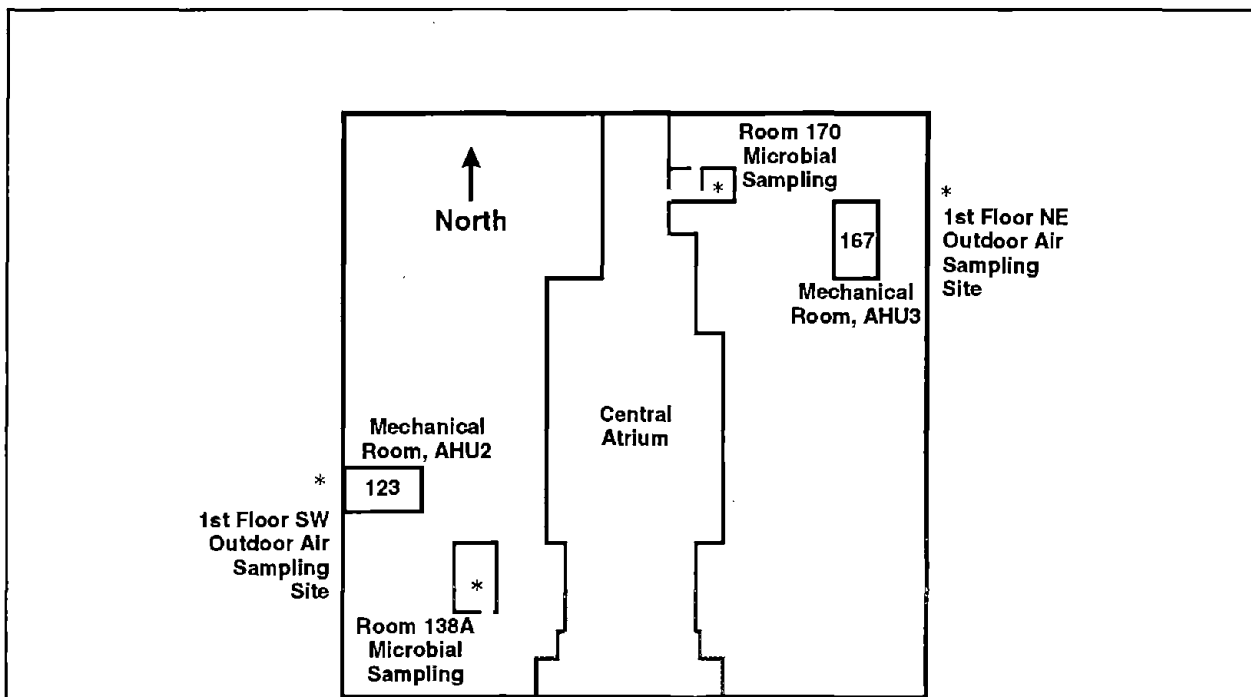 Room 170
Microbial
Sampling
North
*
*
167
1st Floor NE
Outdoor Air
Sampling
Site
Mechanical
Room, AHU3
Central
Atrium
Mechanical
Room, AHU2
*
123
1st Floor SW
Outdoor Air
Sampling
Site
*
Room 138A
Microbial
Sampling